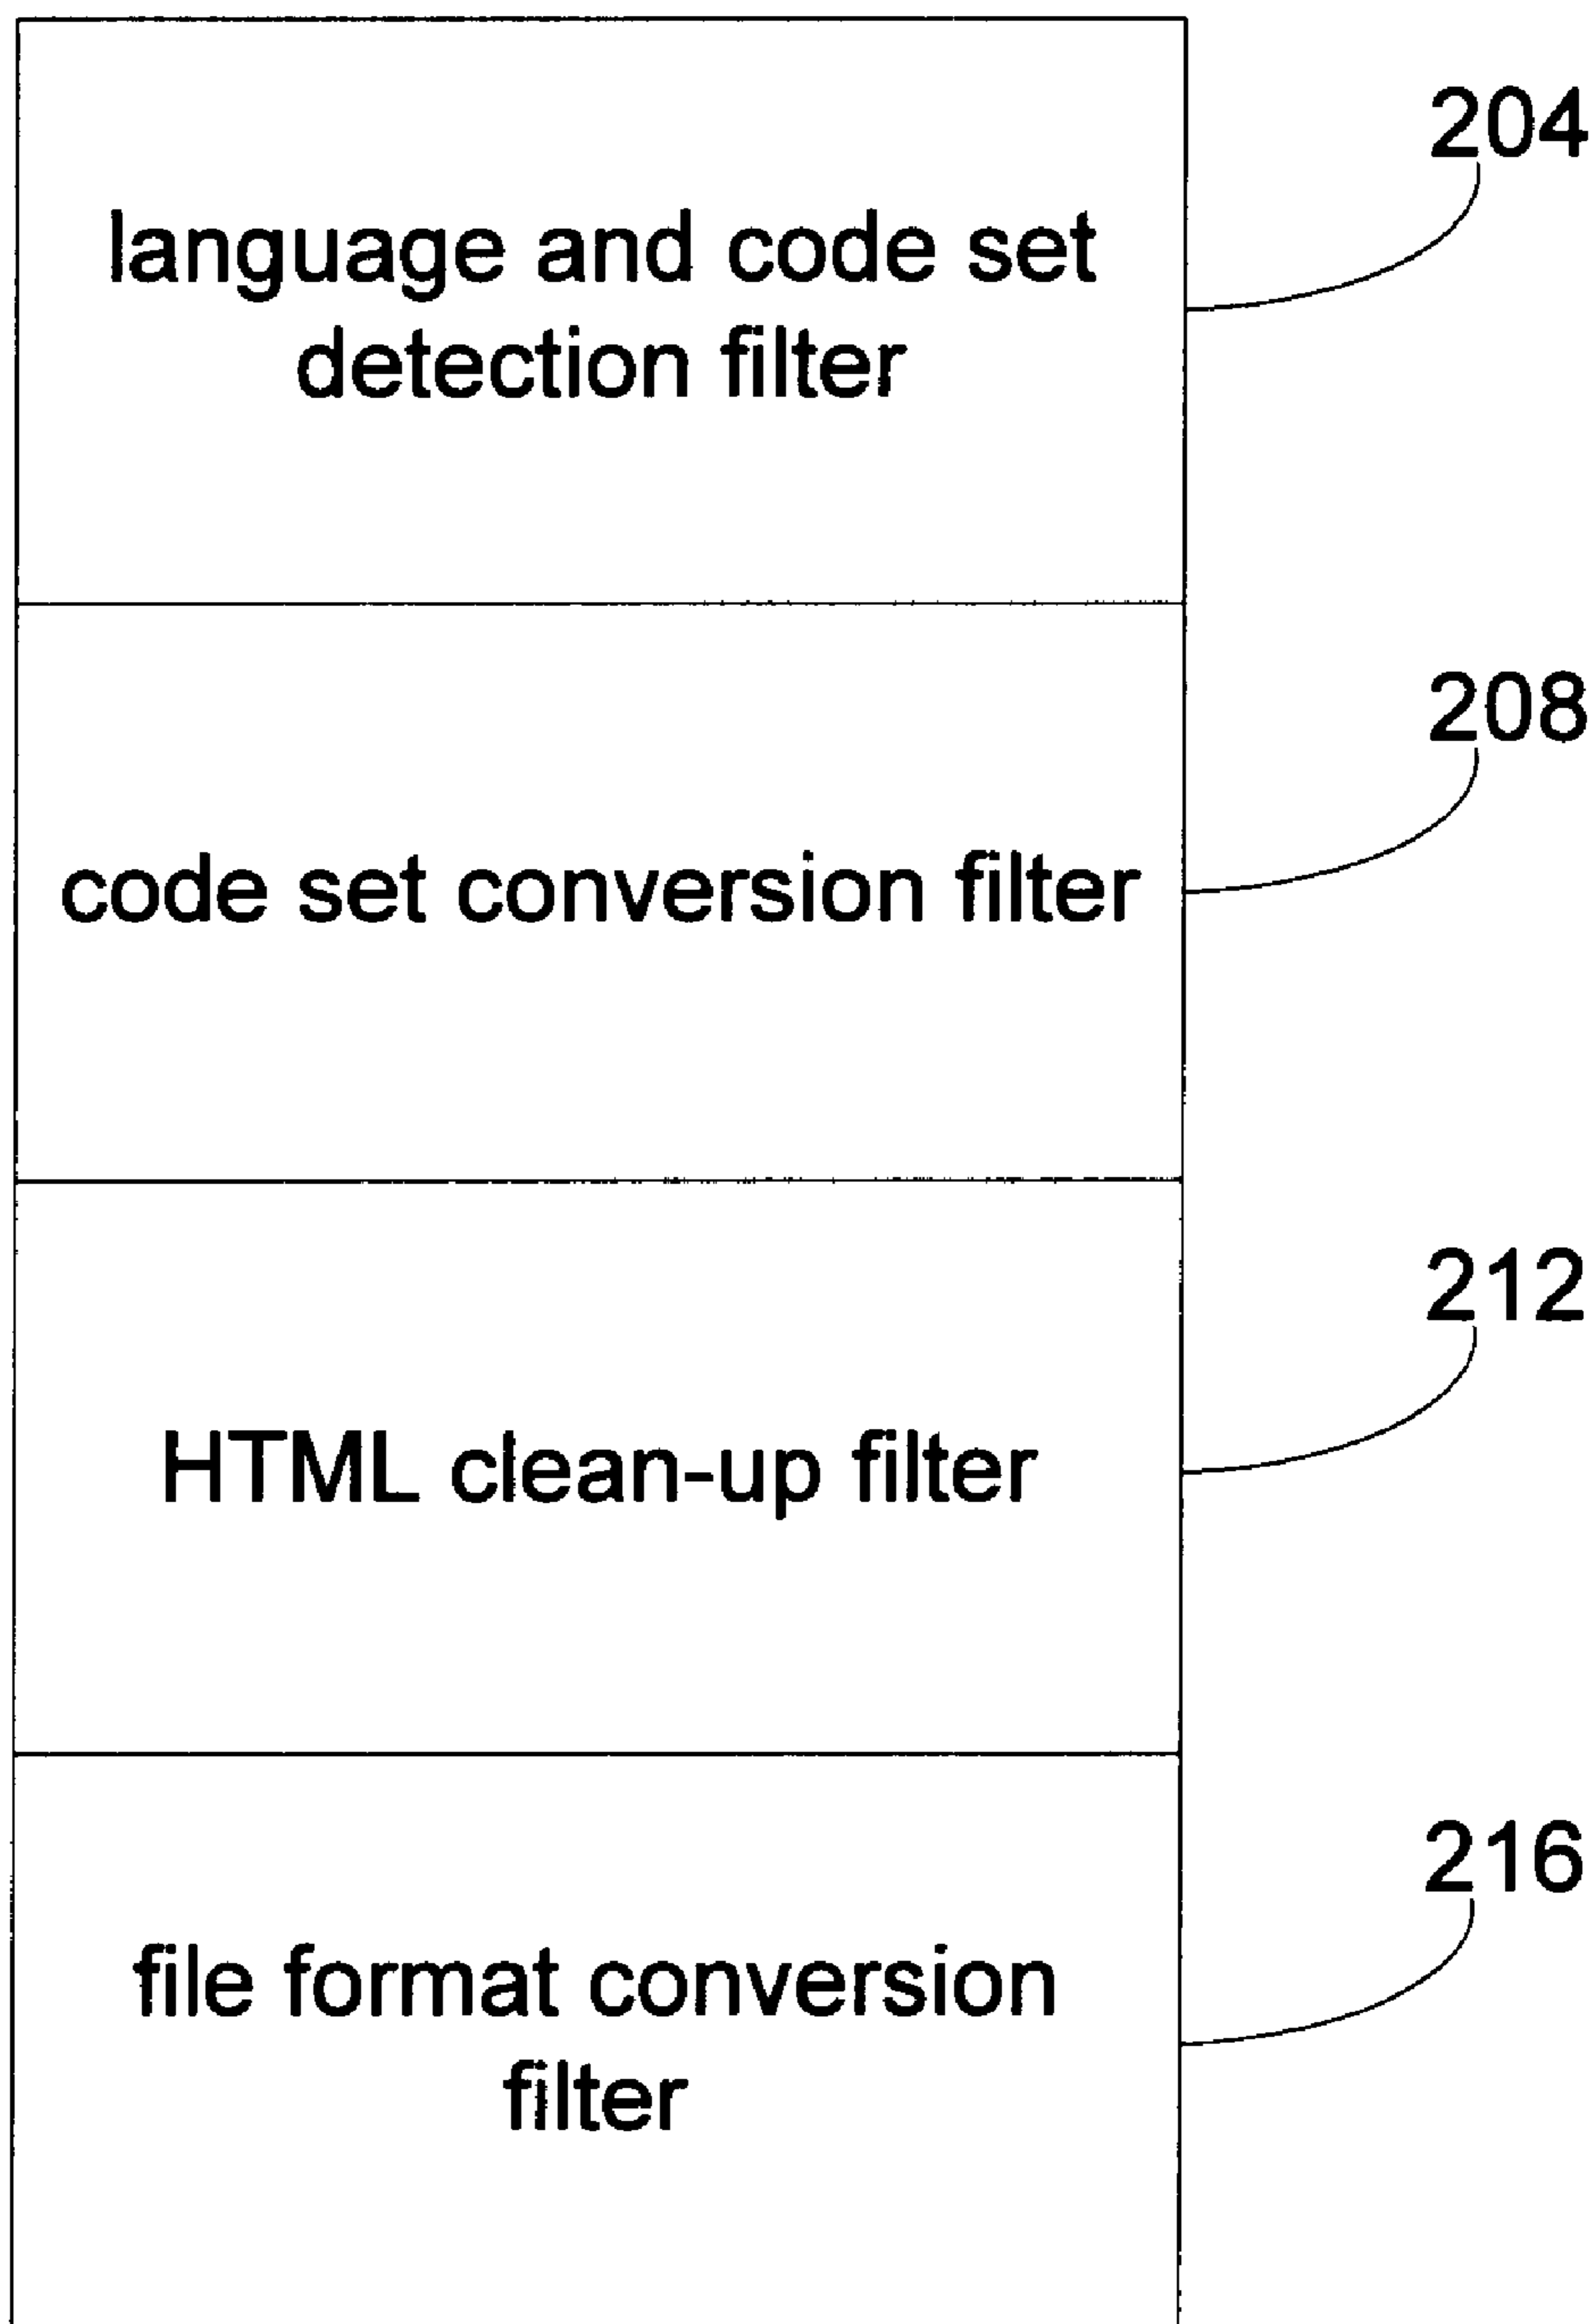 204
language and code set
detection filter
208
code set conversion filter
212
HTML clean-up filter
216
file format conversion
filter